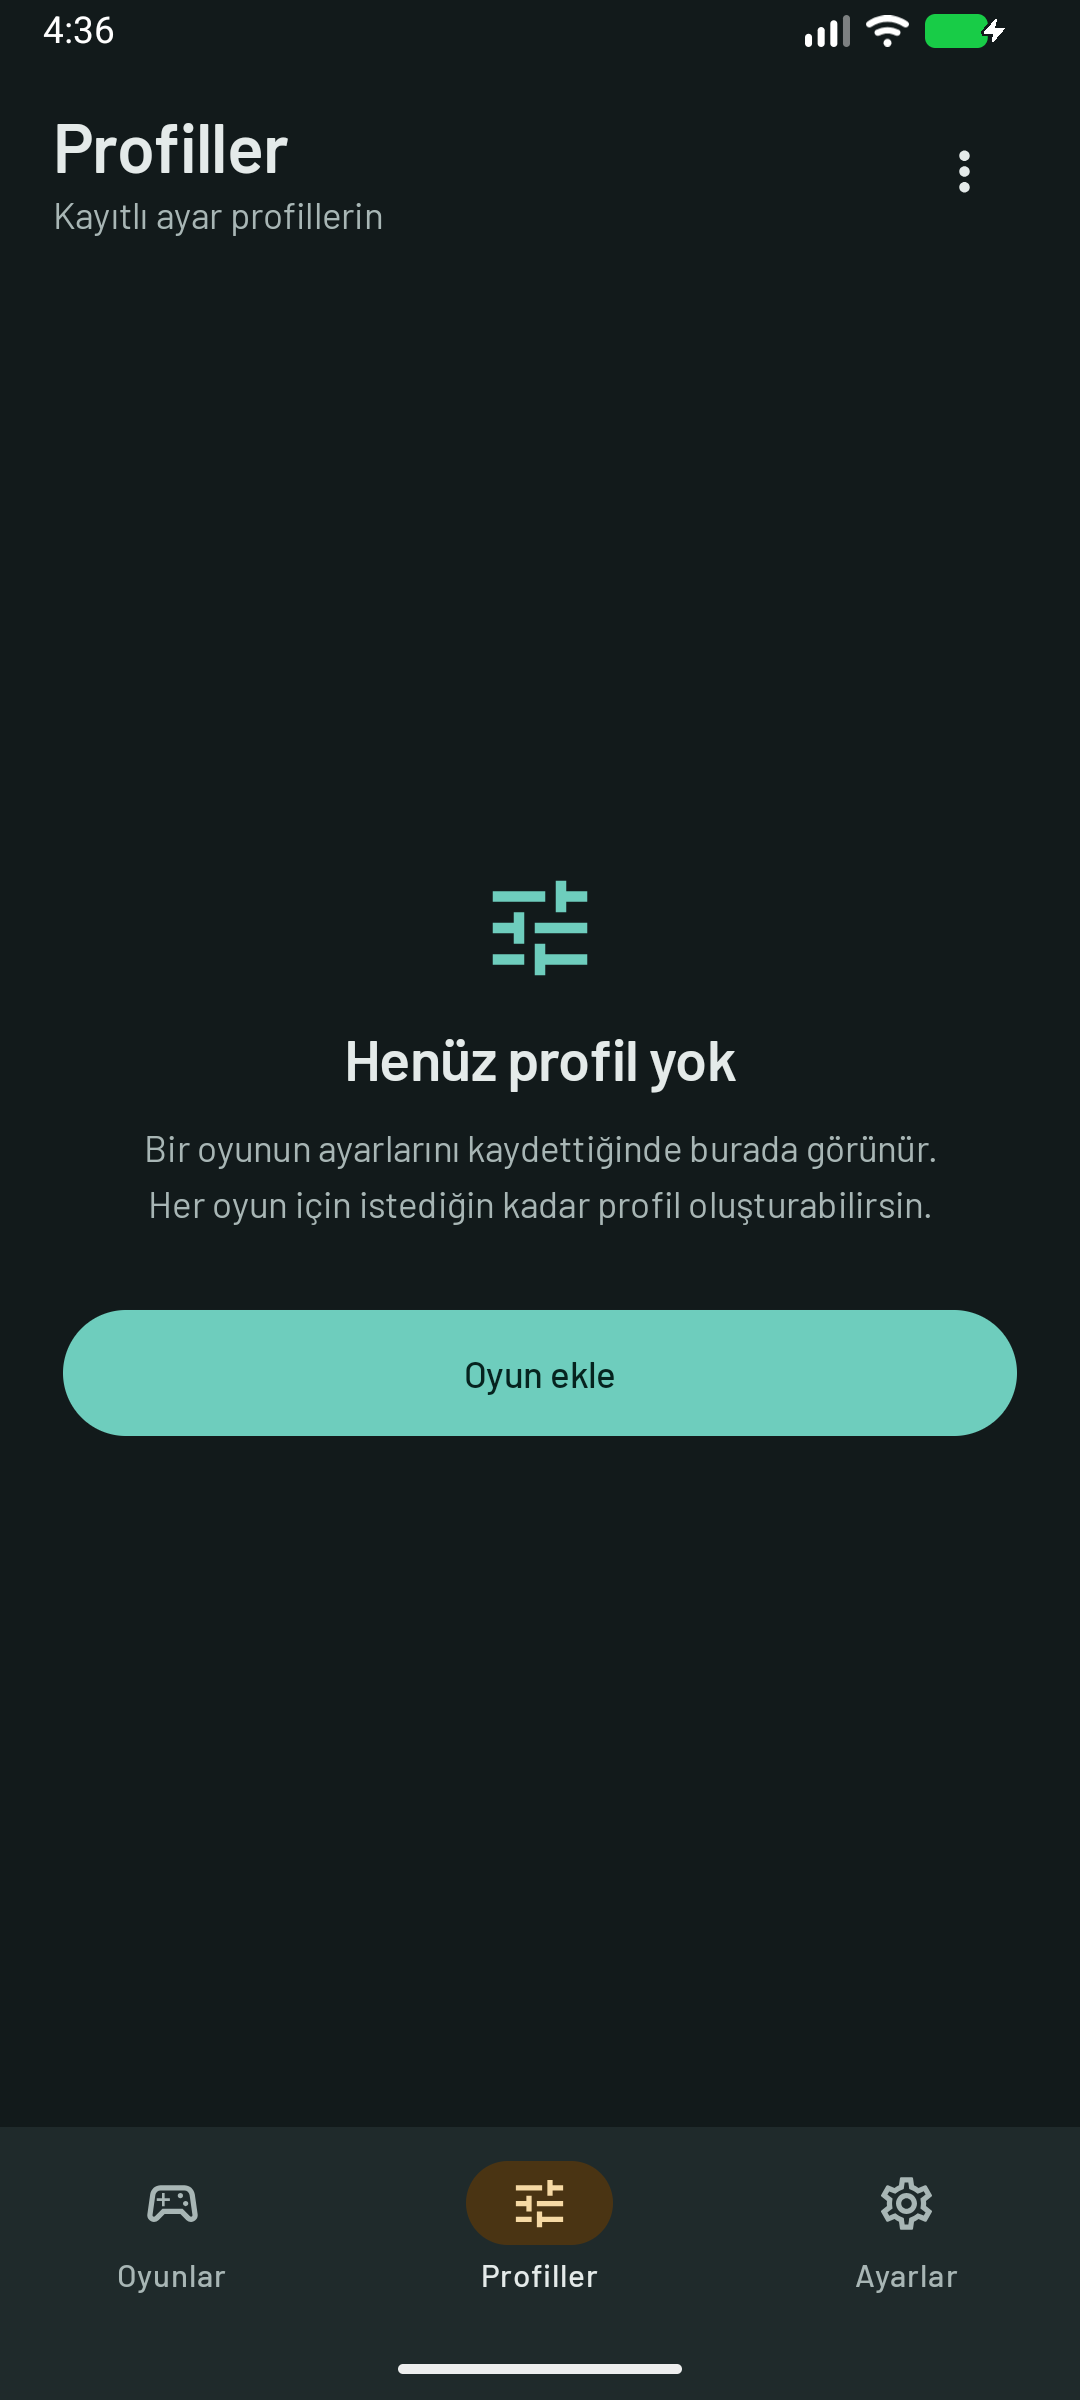 4:36
Profiller
Kayıtlı ayar profillerin
Henüz profil yok
Bir oyunun ayarlarını kaydettiğinde burada görünür.
Her oyun için istediğin kadar profil oluşturabilirsin.
Oyun ekle
Oyunlar
Profiller
Ayarlar